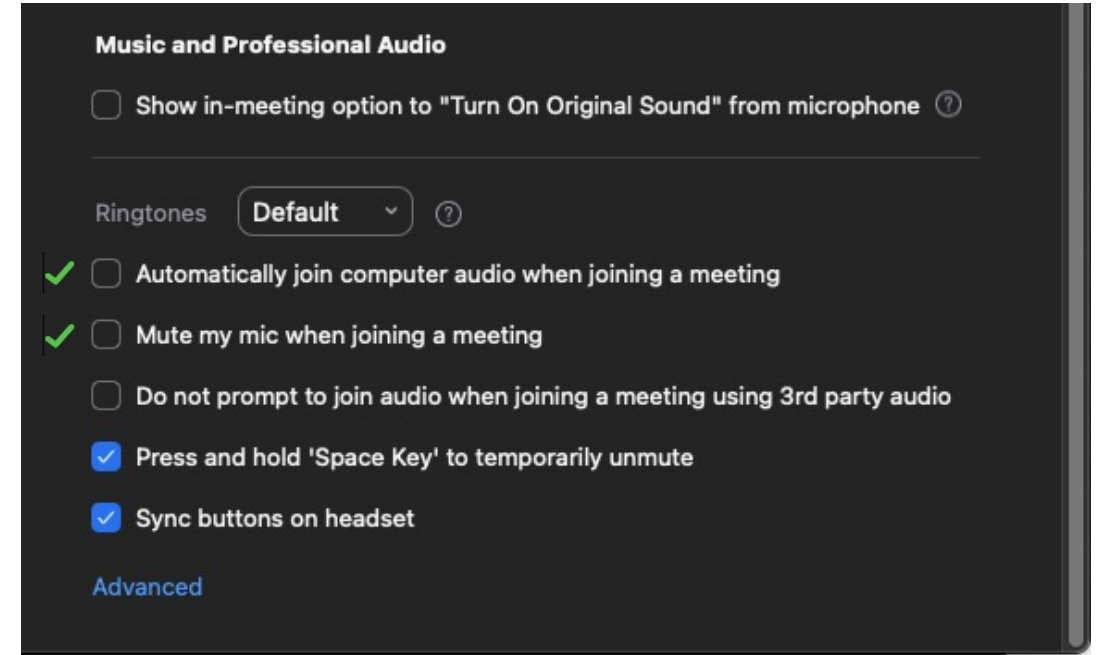 Music and Professional Audio
Show in-meeting option to "Turn On Original Sound" from microphone ?
Ringtones Default ?
Automatically join computer audio when joining a meeting
Mute my mic when joining a meeting
Do not prompt to join audio when joining a meeting using 3rd party audio
Press and hold 'Space Key' to temporarily unmute
Sync buttons on headset
Advanced